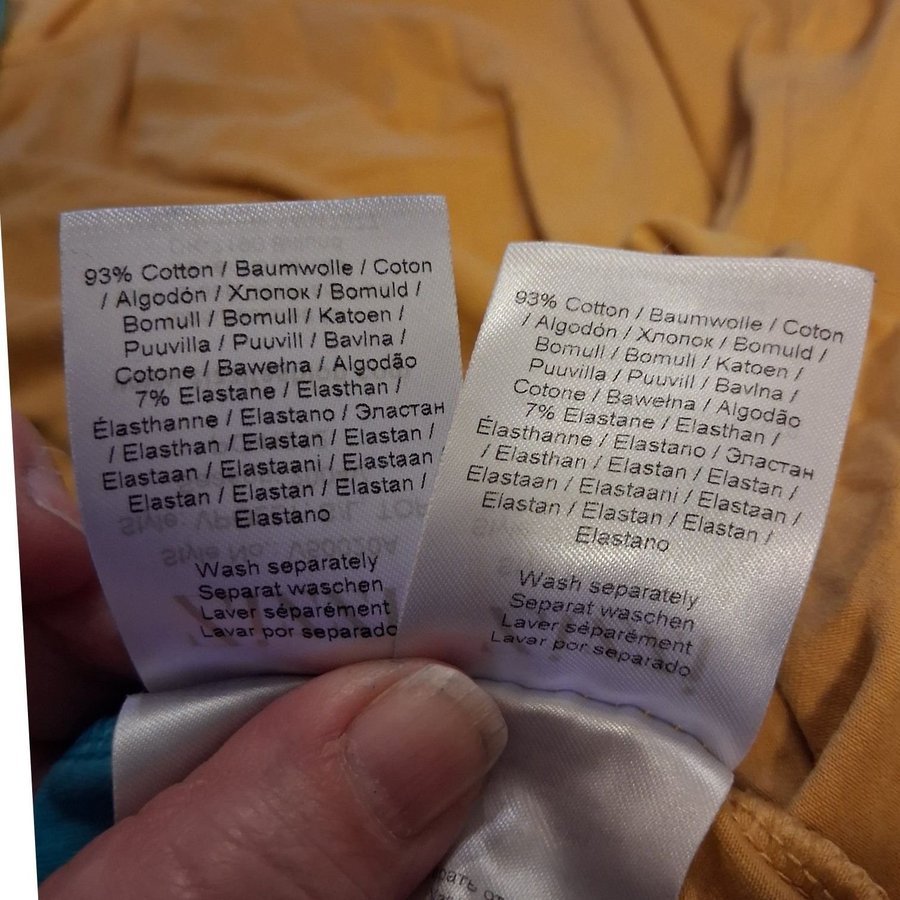 93% Cotton / Baumwolle / Coton
/ Algodón / Хлопок / Bomuld /
Bomull / Bomull / Katoen /
Puuvilla / Puuvill / Bavlna /
Cotone / Bawełna / Algodão
7% Elastane / Elasthan /
Élasthanne / Elastano / Эластан
/ Elasthan / Elastan / Elastan /
Elastaan / Elastaani / Elastaan
Elastan / Elastan / Elastan /
Elastano
Wash separately
Separat waschen
Laver séparément
Lavar por separado
93% Cotton / Baumwolle / Coton
/ Algodón / Хлопок / Bomuld /
Bomull / Bomull / Katoen /
Puuvilla / Puuvill / Bavlna /
Cotone / Bawełna / Algodão
7% Elastane / Elasthan /
Élasthanne / Elastano / Эластан
/ Elasthan / Elastan / Elastan /
Elastaan / Elastaani / Elastaan /
Elastan / Elastan / Elastan /
Elastano
Wash separately
Separat waschen
Laver séparément
Lavar por separado